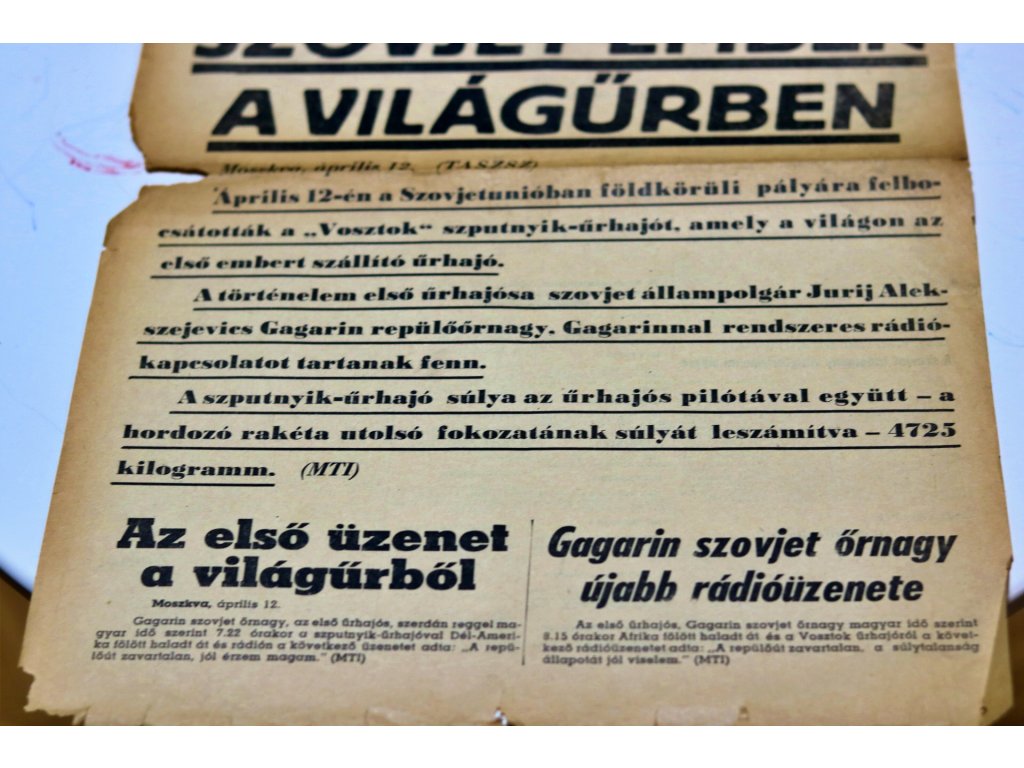 SZOVJET EMBER
A VILÁGŰRBEN
Moszkva, április 12. (TASZSZ)
Április 12-én a Szovjetunióban földkörüli pályára felbo-
csátották a „Vosztok“ szputnyik-űrhajót, amely a világon az
első embert szállító űrhajó.
A történelem első űrhajósa szovjet állampolgár Jurij Alek-
szejevics Gagarin repülőőrnagy. Gagarinnal rendszeres rádió-
kapcsolatot tartanak fenn.
A szputnyik-űrhajó súlya az űrhajós pilótával együtt – a
hordozó rakéta utolsó fokozatának súlyát leszámítva – 4725
kilogramm. (MTI)
Az első üzenet
a világűrből
Moszkva, április 12.
Gagarin szovjet őrnagy, az első űrhajós, szerdán reggel ma-
gyar idő szerint 7.22 órakor a szputnyik-űrhajóval Dél-Ameri-
ka fölött haladt át és rádión a következő üzenetet adta: „A repü-
lőút zavartalan, jól érzem magam.” (MTI)
Gagarin szovjet őrnagy
újabb rádióüzenete
Az első űrhajós, Gagarin szovjet őrnagy magyar idő szerint
8.15 órakor Afrika fölött haladt át és a Vosztok űrhajóról a követ-
kező rádióüzenetet adta: „A repülőút zavartalan, a súlytalanság
állapotát jól viselem.” (MTI)